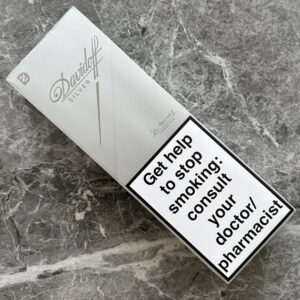 Davidoff
SILVER
Get help
to stop
smoking:
consult
your
doctor/
pharmacist